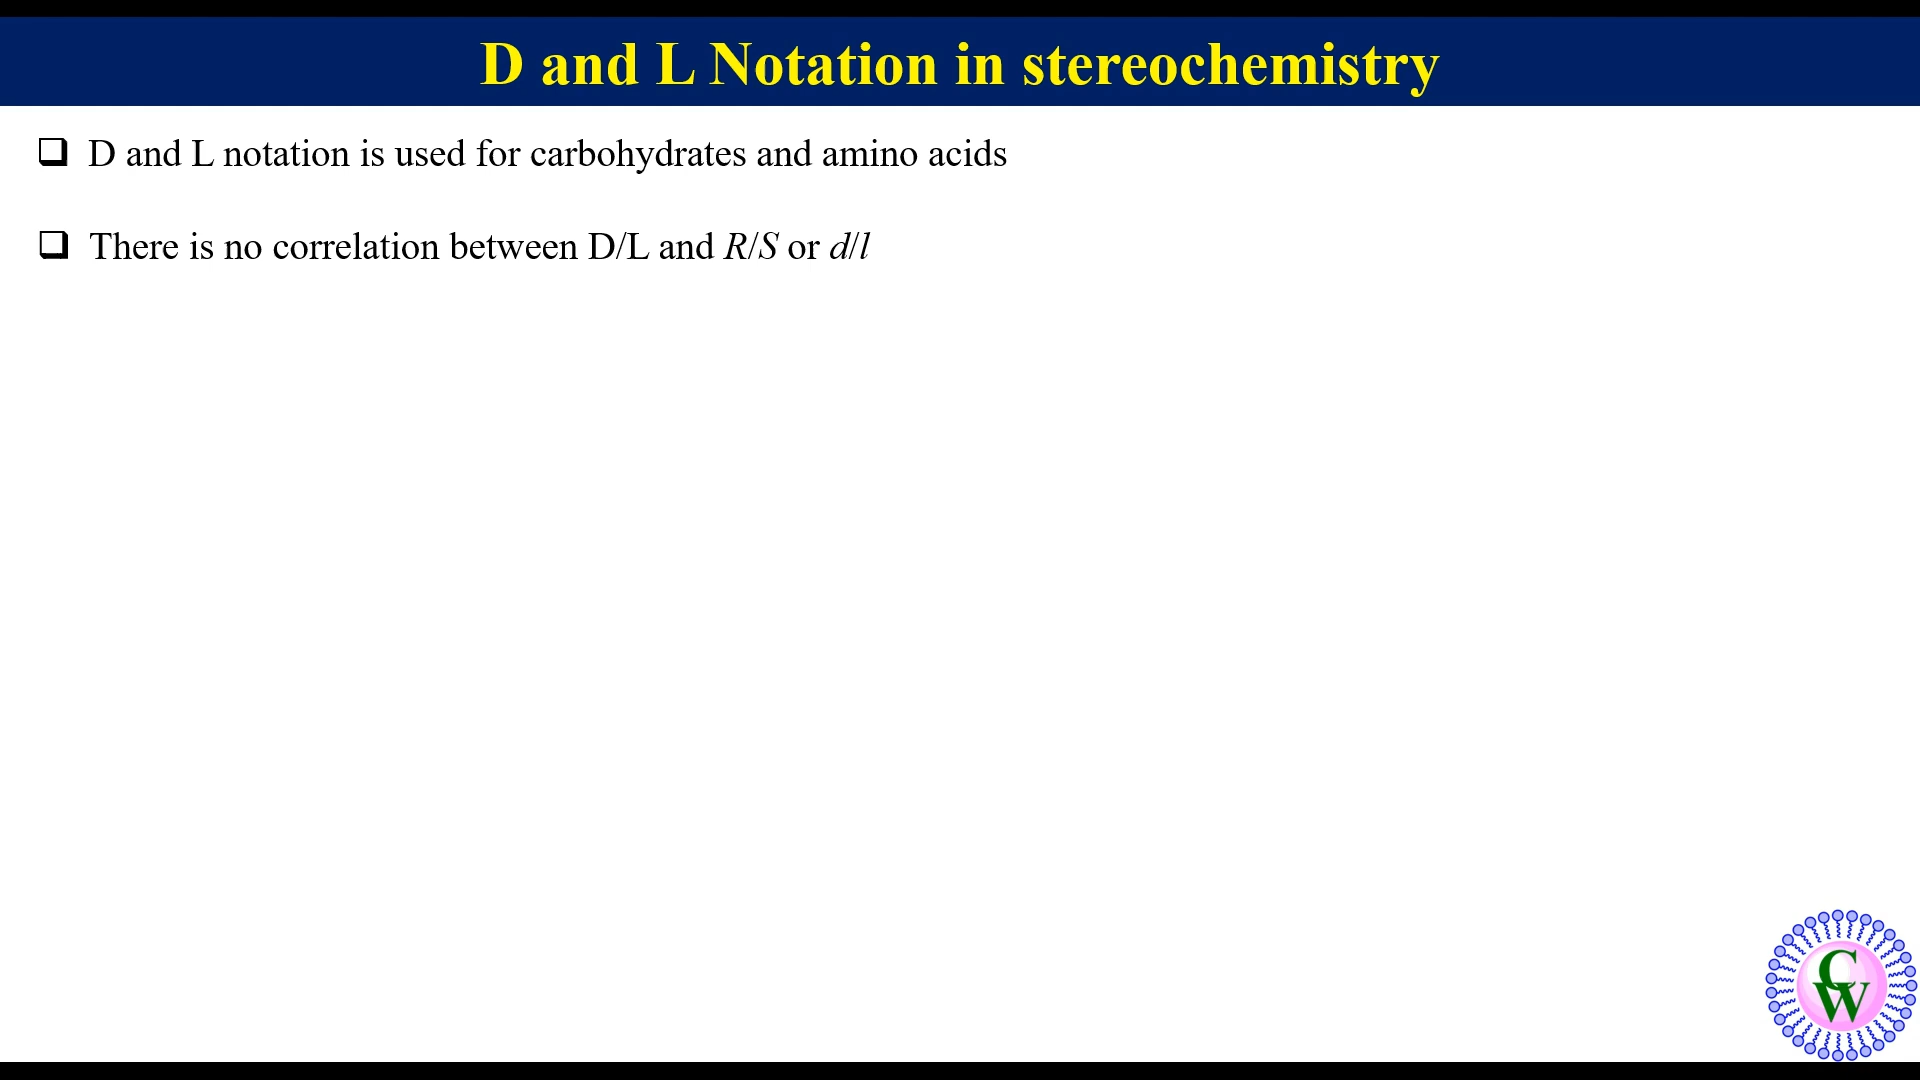 D and L Notation in stereochemistry
❑ D and L notation is used for carbohydrates and amino acids
❑ There is no correlation between D/L and R/S or d/l
CW